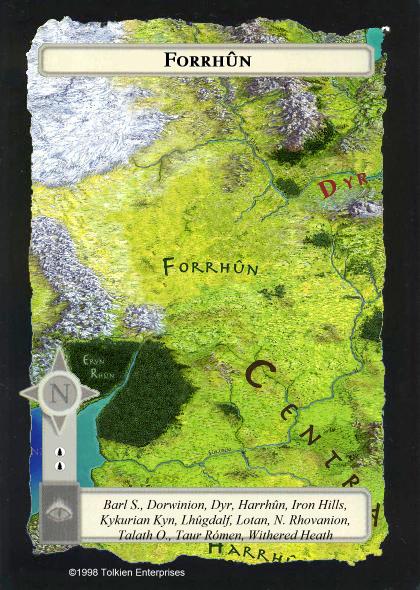 FORRHÛN
DYR
FORRHÛN
ERYN
RHÛN
CENTRA
N
Barl S., Dorwinion, Dyr, Harrhûn, Iron Hills,
Kykurian Kyn, Lhûgdalf, Lotan, N. Rhovanion,
Talath O., Taur Rómen, Withered Heath
HARRHÛN
©1998 Tolkien Enterprises